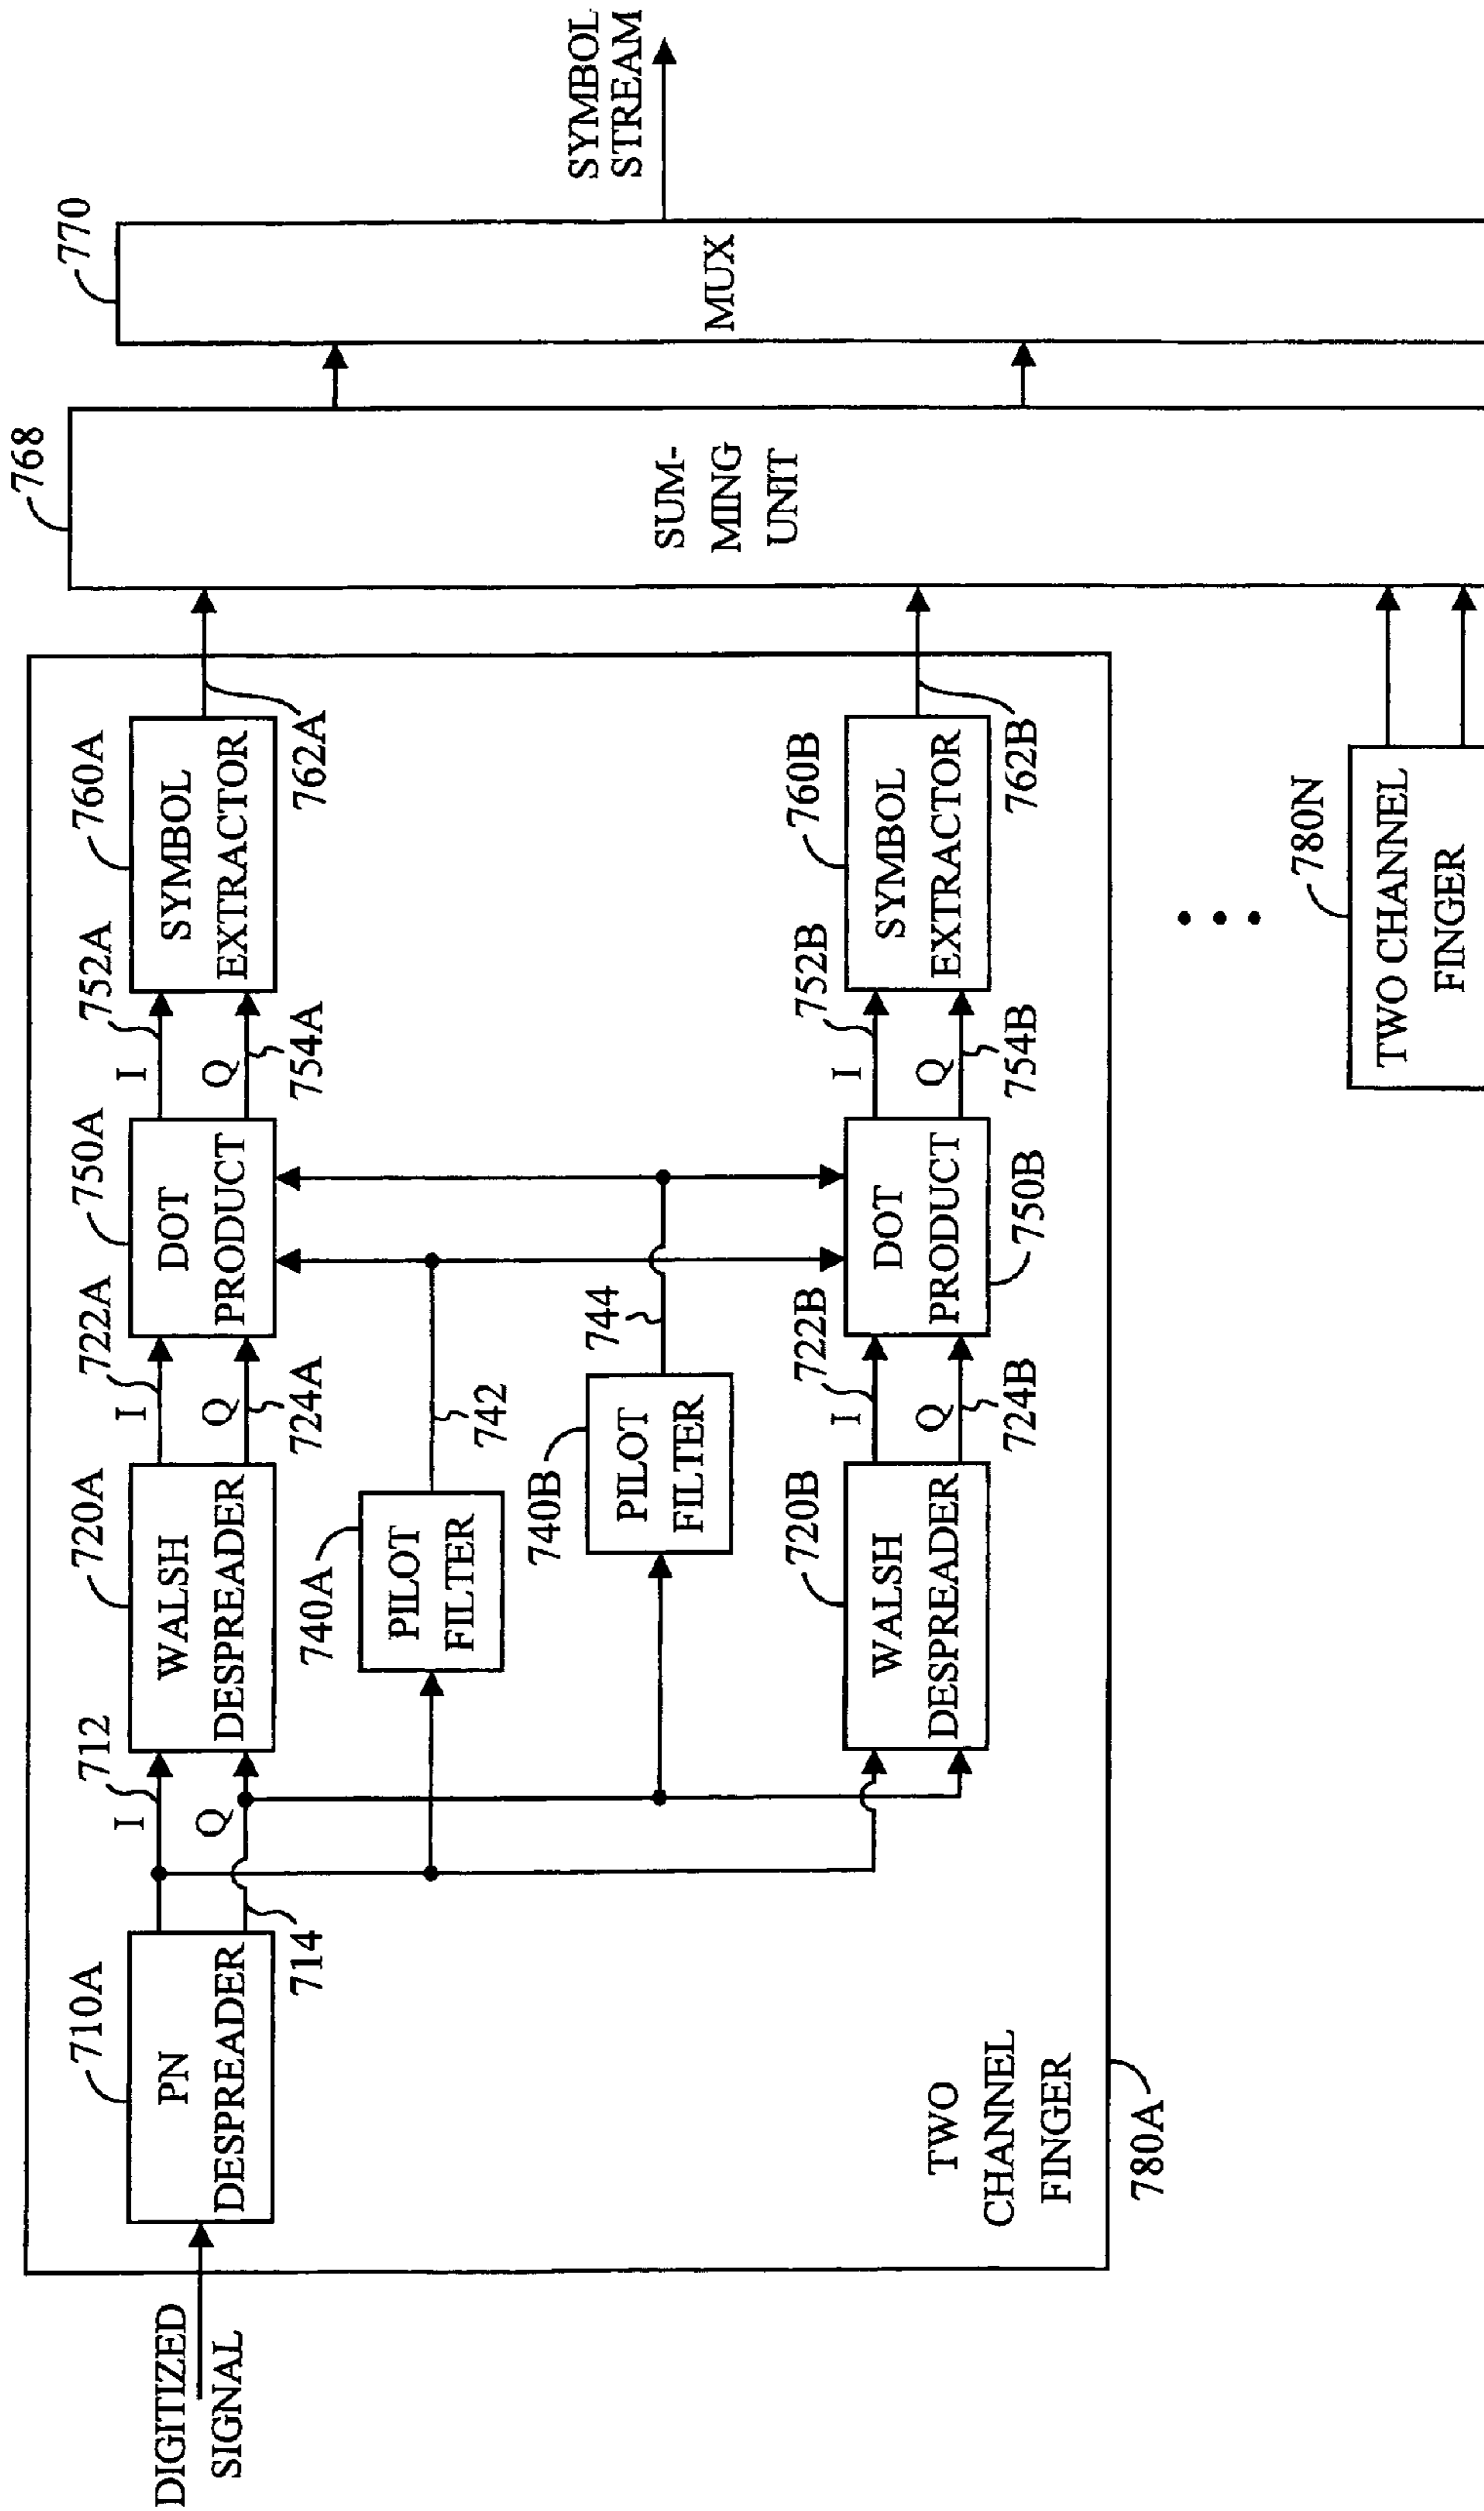 DIGITIZED
SIGNAL
710A
PN
DESPREADER
714
I
712
Q
720A
WALSH
DESPREADER
I
722A
Q
724A
750A
DOT
PRODUCT
I
752A
Q
754A
760A
SYMBOL
EXTRACTOR
762A
740A
PILOT
FILTER
742
740B
PILOT
FILTER
744
720B
WALSH
DESPREADER
I
722B
Q
724B
DOT
PRODUCT
750B
I
752B
Q
754B
760B
SYMBOL
EXTRACTOR
762B
TWO
CHANNEL
FINGER
780A
780N
TWO CHANNEL
FINGER
768
SUM-
MING
UNIT
770
MUX
SYMBOL
STREAM